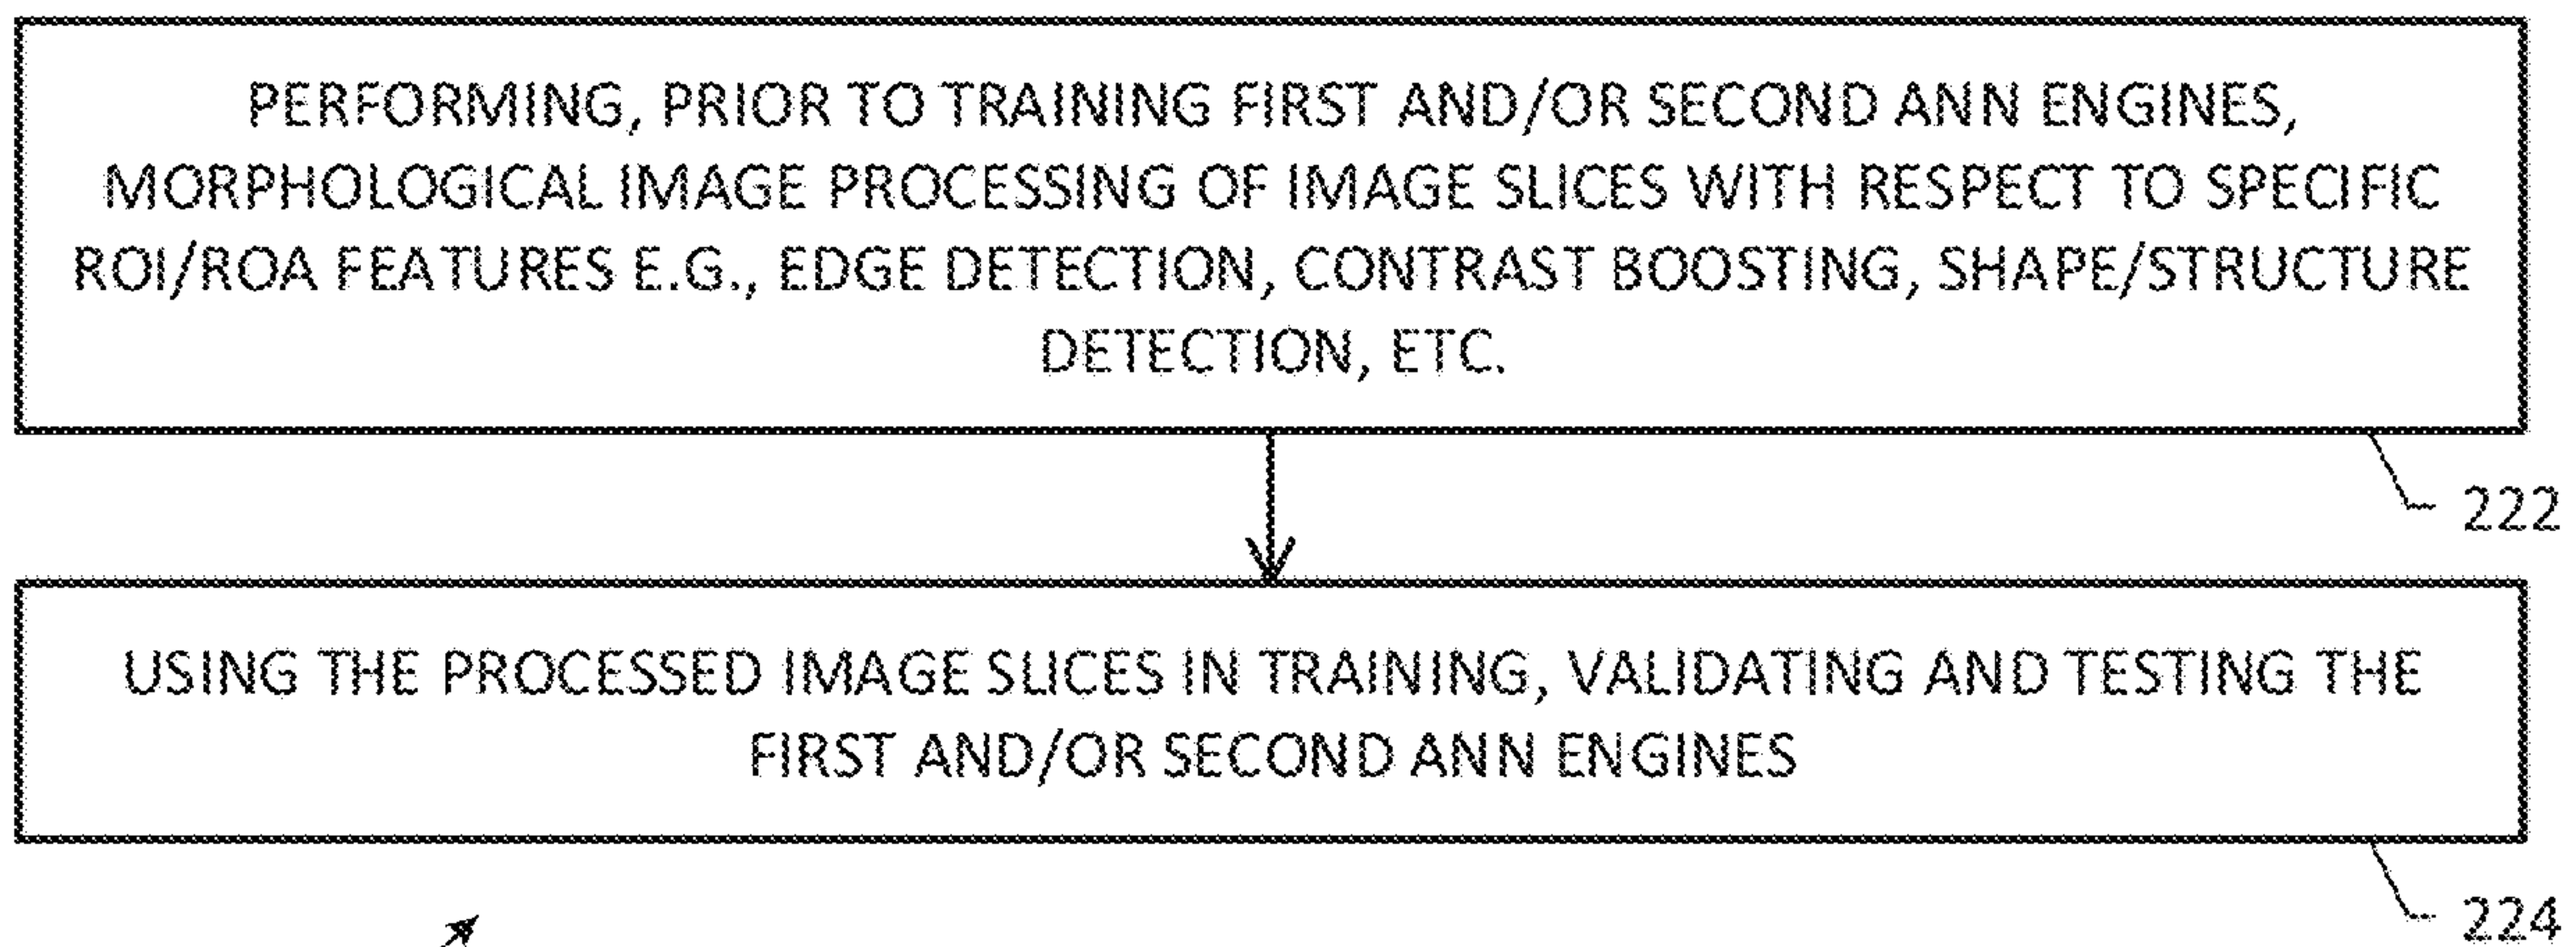 PERFORMING, PRIOR TO TRAINING FIRST AND/OR SECOND ANN ENGINES,
MORPHOLOGICAL IMAGE PROCESSING OF IMAGE SLICES WITH RESPECT TO SPECIFIC
ROI/ROA FEATURES E.G., EDGE DETECTION, CONTRAST BOOSTING, SHAPE/STRUCTURE
DETECTION, ETC.
222
USING THE PROCESSED IMAGE SLICES IN TRAINING, VALIDATING AND TESTING THE
FIRST AND/OR SECOND ANN ENGINES
224